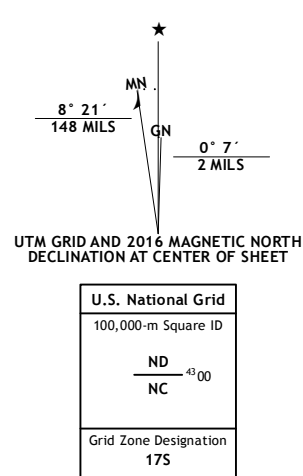 ★
MN
8° 21´
148 MILS
GN
0° 7´
2 MILS
UTM GRID AND 2016 MAGNETIC NORTH
DECLINATION AT CENTER OF SHEET
U.S. National Grid
100,000-m Square ID
ND
4300
NC
Grid Zone Designation
17S